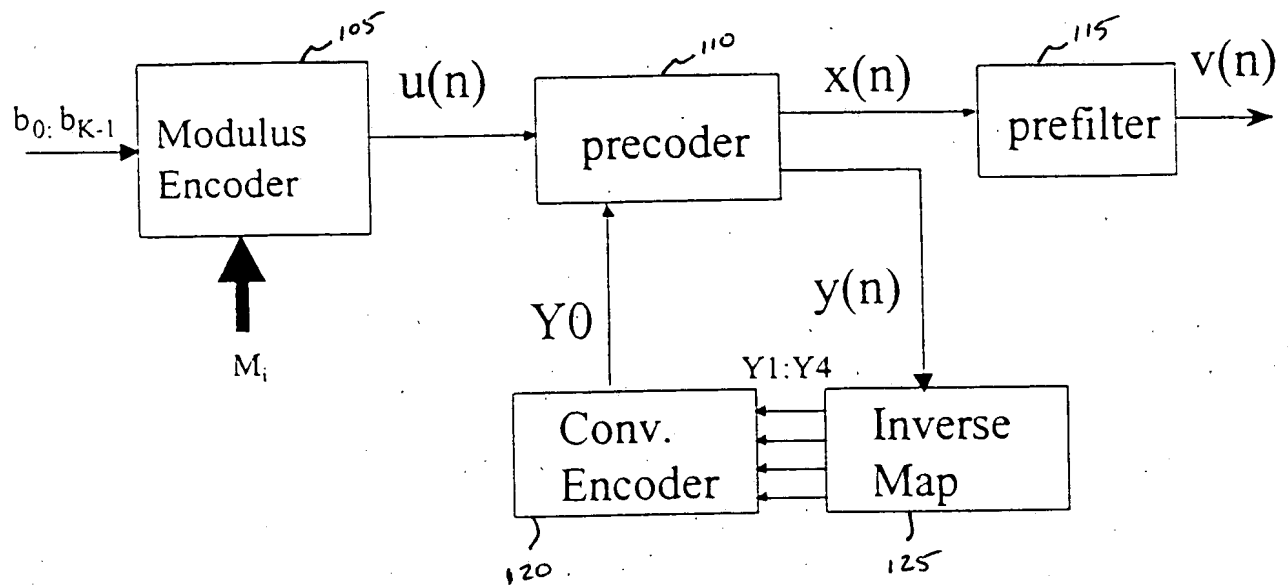 105
110
115
b0: bK-1
Modulus
Encoder
u(n)
precoder
x(n)
prefilter
v(n)
Mi
Y0
y(n)
Y1:Y4
Conv.
Encoder
Inverse
Map
120
125